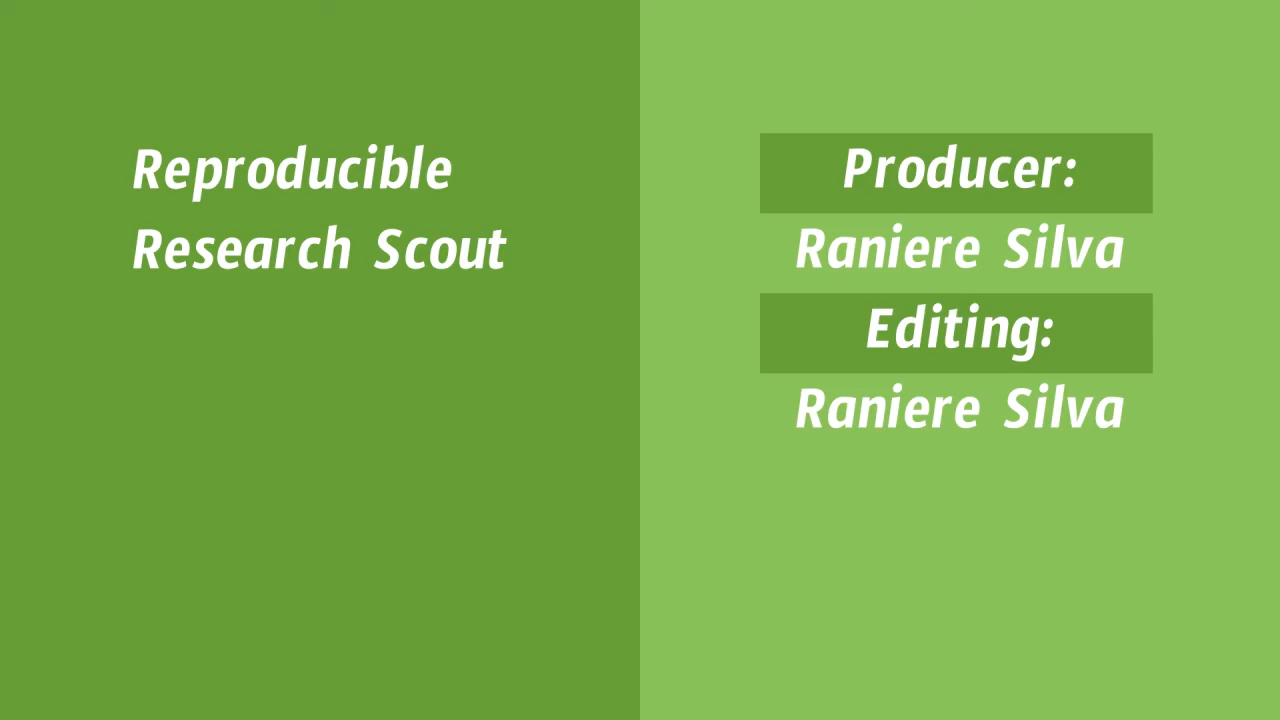 Reproducible
Research Scout
Producer:
Raniere Silva
Editing:
Raniere Silva